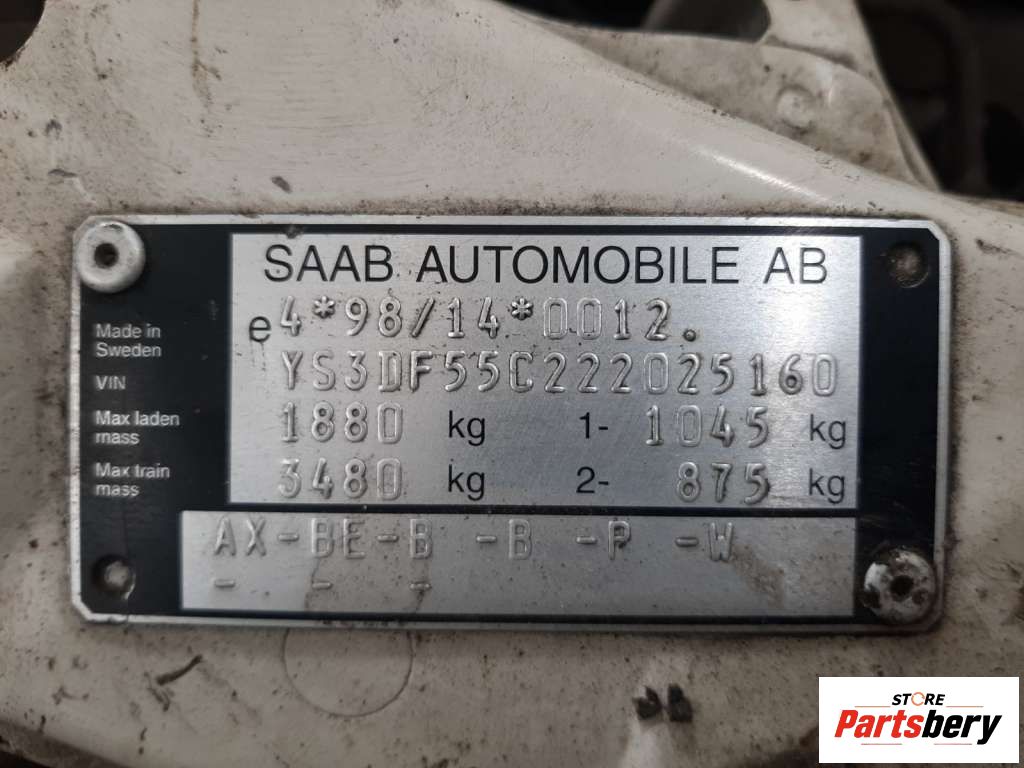 SAAB AUTOMOBILE AB
e4*98/14*0012.
Made in
Sweden
VIN YS3DF55C222025160
Max laden
mass
1880 kg 1- 1045 kg
Max train
mass
3480 kg 2- 875 kg
AX-BE-B -B -P -W
- - -
STORE
Partsbery